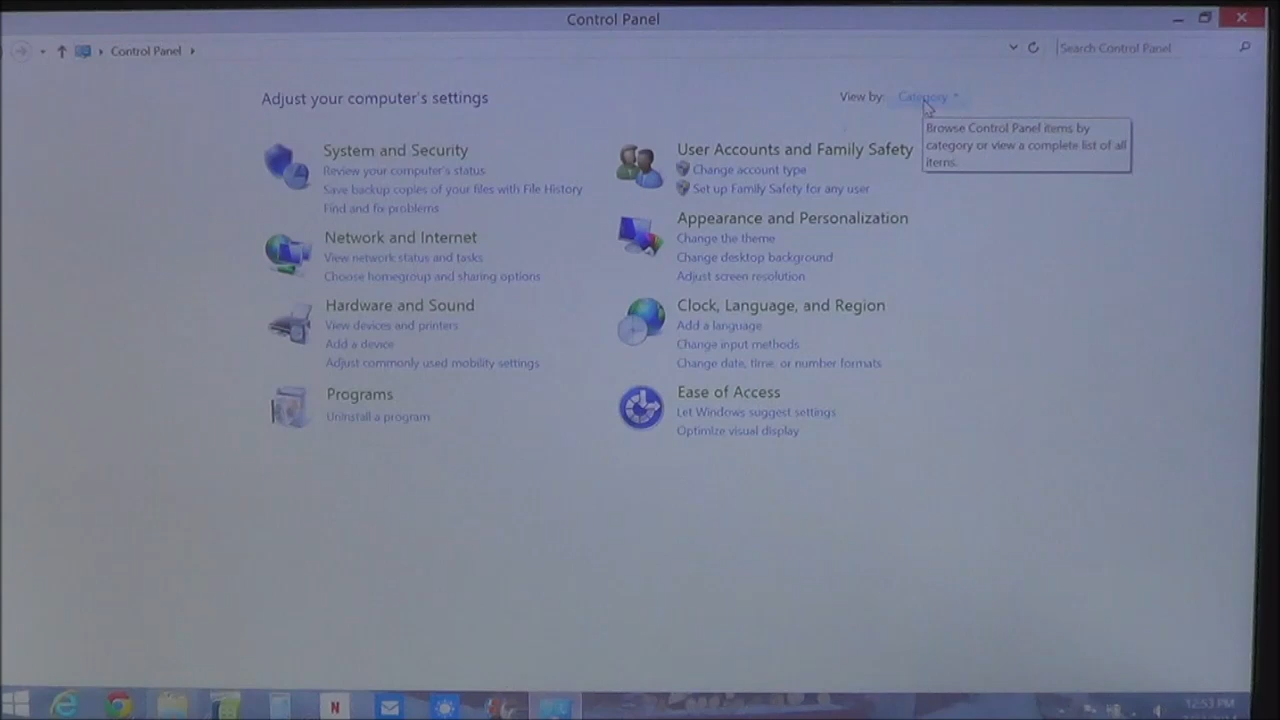 Control Panel
Control Panel
Search Control Panel
Adjust your computer's settings
View by: Category
Browse Control Panel items by
category or view a complete list of all
items.
System and Security
Review your computer's status
Save backup copies of your files with File History
Find and fix problems
Network and Internet
View network status and tasks
Choose homegroup and sharing options
Hardware and Sound
View devices and printers
Add a device
Adjust commonly used mobility settings
Programs
Uninstall a program
User Accounts and Family Safety
Change account type
Set up Family Safety for any user
Appearance and Personalization
Change the theme
Change desktop background
Adjust screen resolution
Clock, Language, and Region
Add a language
Change input methods
Change date, time, or number formats
Ease of Access
Let Windows suggest settings
Optimize visual display
N
12:53 PM